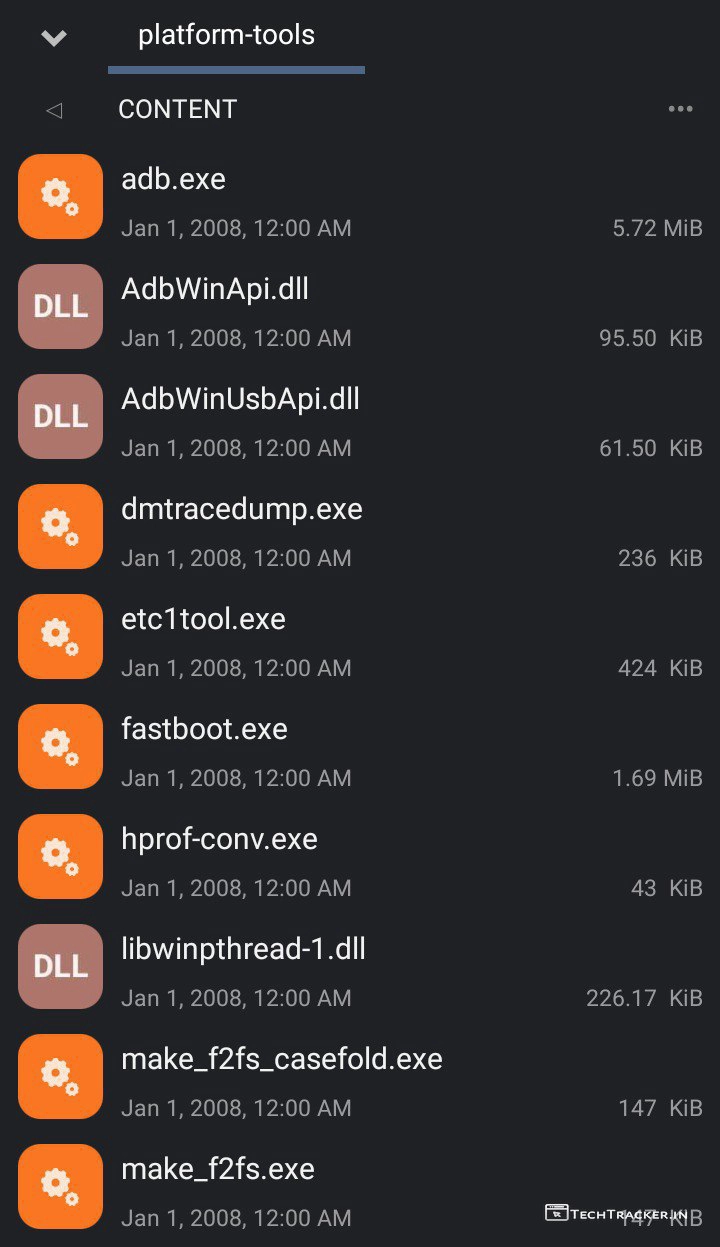 platform-tools
CONTENT
adb.exe
Jan 1, 2008, 12:00 AM 5.72 MiB
DLL AdbWinApi.dll
Jan 1, 2008, 12:00 AM 95.50 KiB
DLL AdbWinUsbApi.dll
Jan 1, 2008, 12:00 AM 61.50 KiB
dmtracedump.exe
Jan 1, 2008, 12:00 AM 236 KiB
etc1tool.exe
Jan 1, 2008, 12:00 AM 424 KiB
fastboot.exe
Jan 1, 2008, 12:00 AM 1.69 MiB
hprof-conv.exe
Jan 1, 2008, 12:00 AM 43 KiB
DLL libwinpthread-1.dll
Jan 1, 2008, 12:00 AM 226.17 KiB
make_f2fs_casefold.exe
Jan 1, 2008, 12:00 AM 147 KiB
make_f2fs.exe
Jan 1, 2008, 12:00 AM 147 KiB
TECHTRACKER.IN